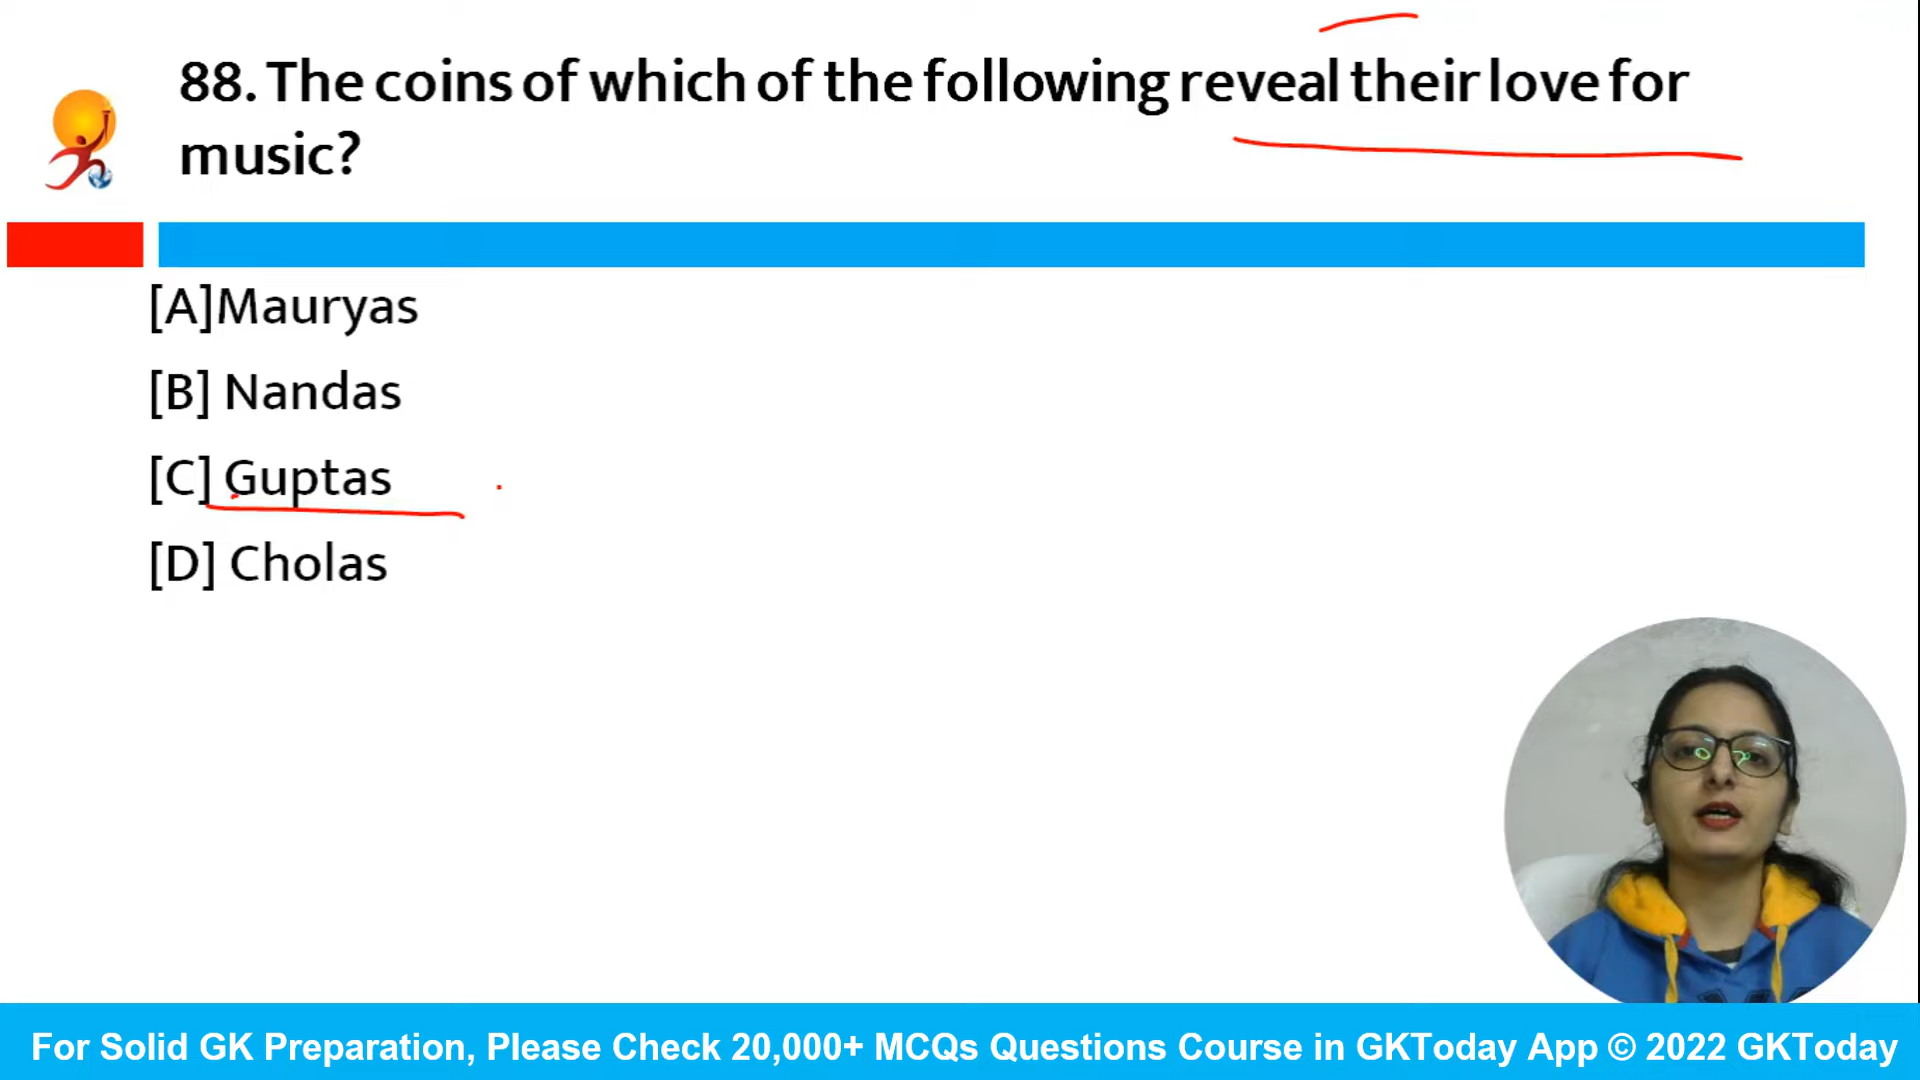 88. The coins of which of the following reveal their love for
music?
[A]Mauryas
[B] Nandas
[C] Guptas
[D] Cholas
For Solid GK Preparation, Please Check 20,000+ MCQs Questions Course in GKToday App © 2022 GKToday